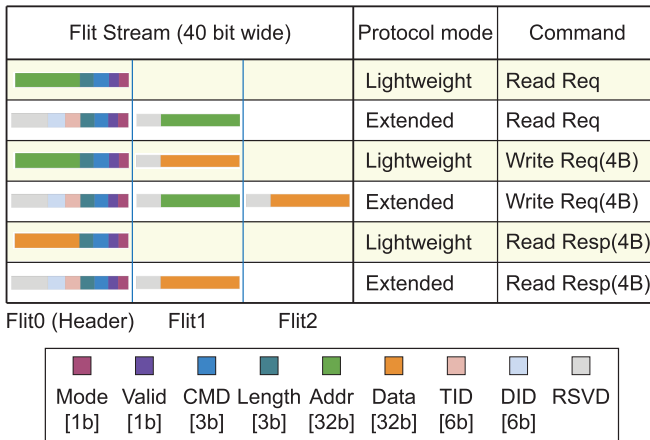 Flit Stream (40 bit wide) Protocol mode Command
Lightweight Read Req
Extended Read Req
Lightweight Write Req(4B)
Extended Write Req(4B)
Lightweight Read Resp(4B)
Extended Read Resp(4B)
Flit0 (Header) Flit1 Flit2
Mode Valid CMD Length Addr Data TID DID RSVD
[1b] [1b] [3b] [3b] [32b] [32b] [6b] [6b]